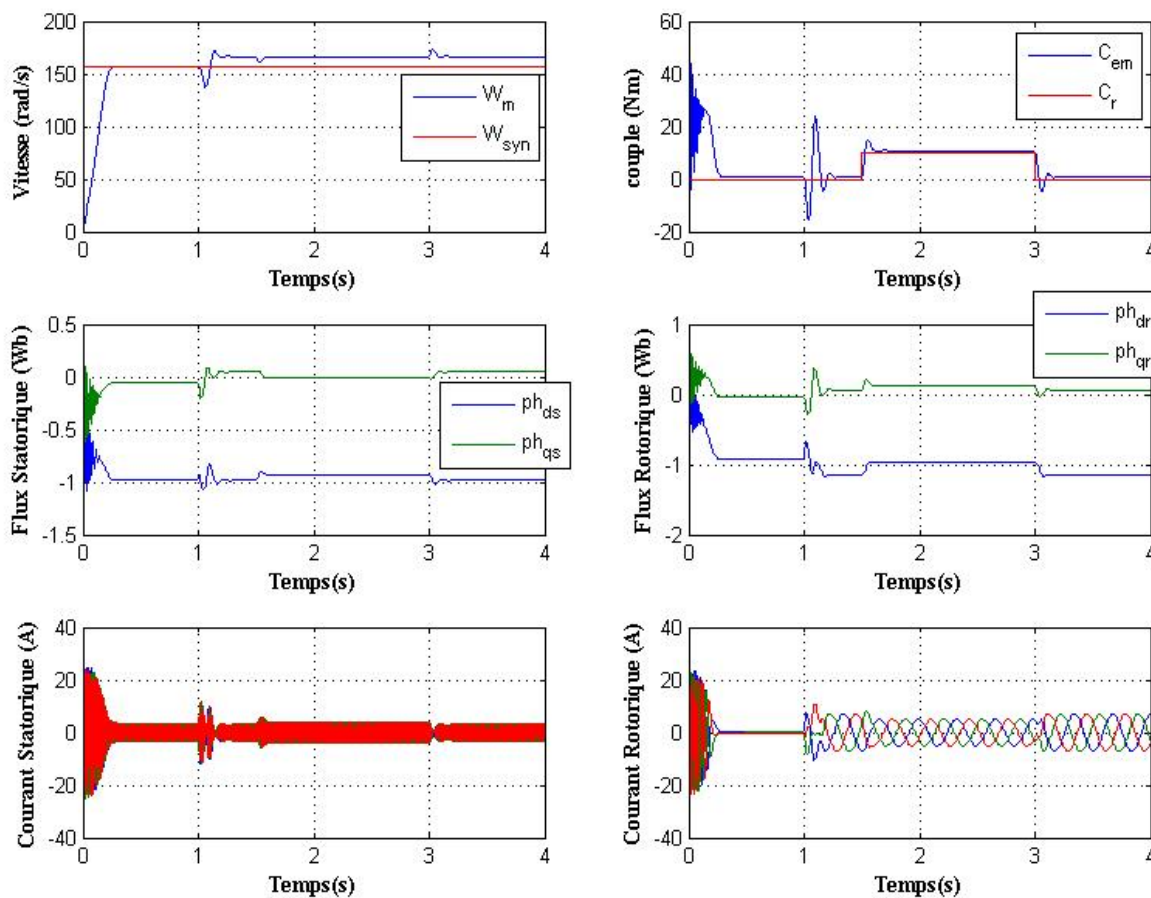 Vitesse (rad/s)
200
150
100
50
0
W_m
W_syn
0 1 2 3 4
Temps(s)
couple (Nm)
60
40
20
0
-20
C_em
C_r
0 1 2 3 4
Temps(s)
Flux Statorique (Wb)
0.5
0
-0.5
-1
-1.5
ph_ds
ph_qs
0 1 2 3 4
Temps(s)
Flux Rotorique (Wb)
1
0
-1
-2
ph_dr
ph_qr
0 1 2 3 4
Temps(s)
Courant Statorique (A)
40
20
0
-20
-40
0 1 2 3 4
Temps(s)
Courant Rotorique (A)
40
20
0
-20
-40
0 1 2 3 4
Temps(s)